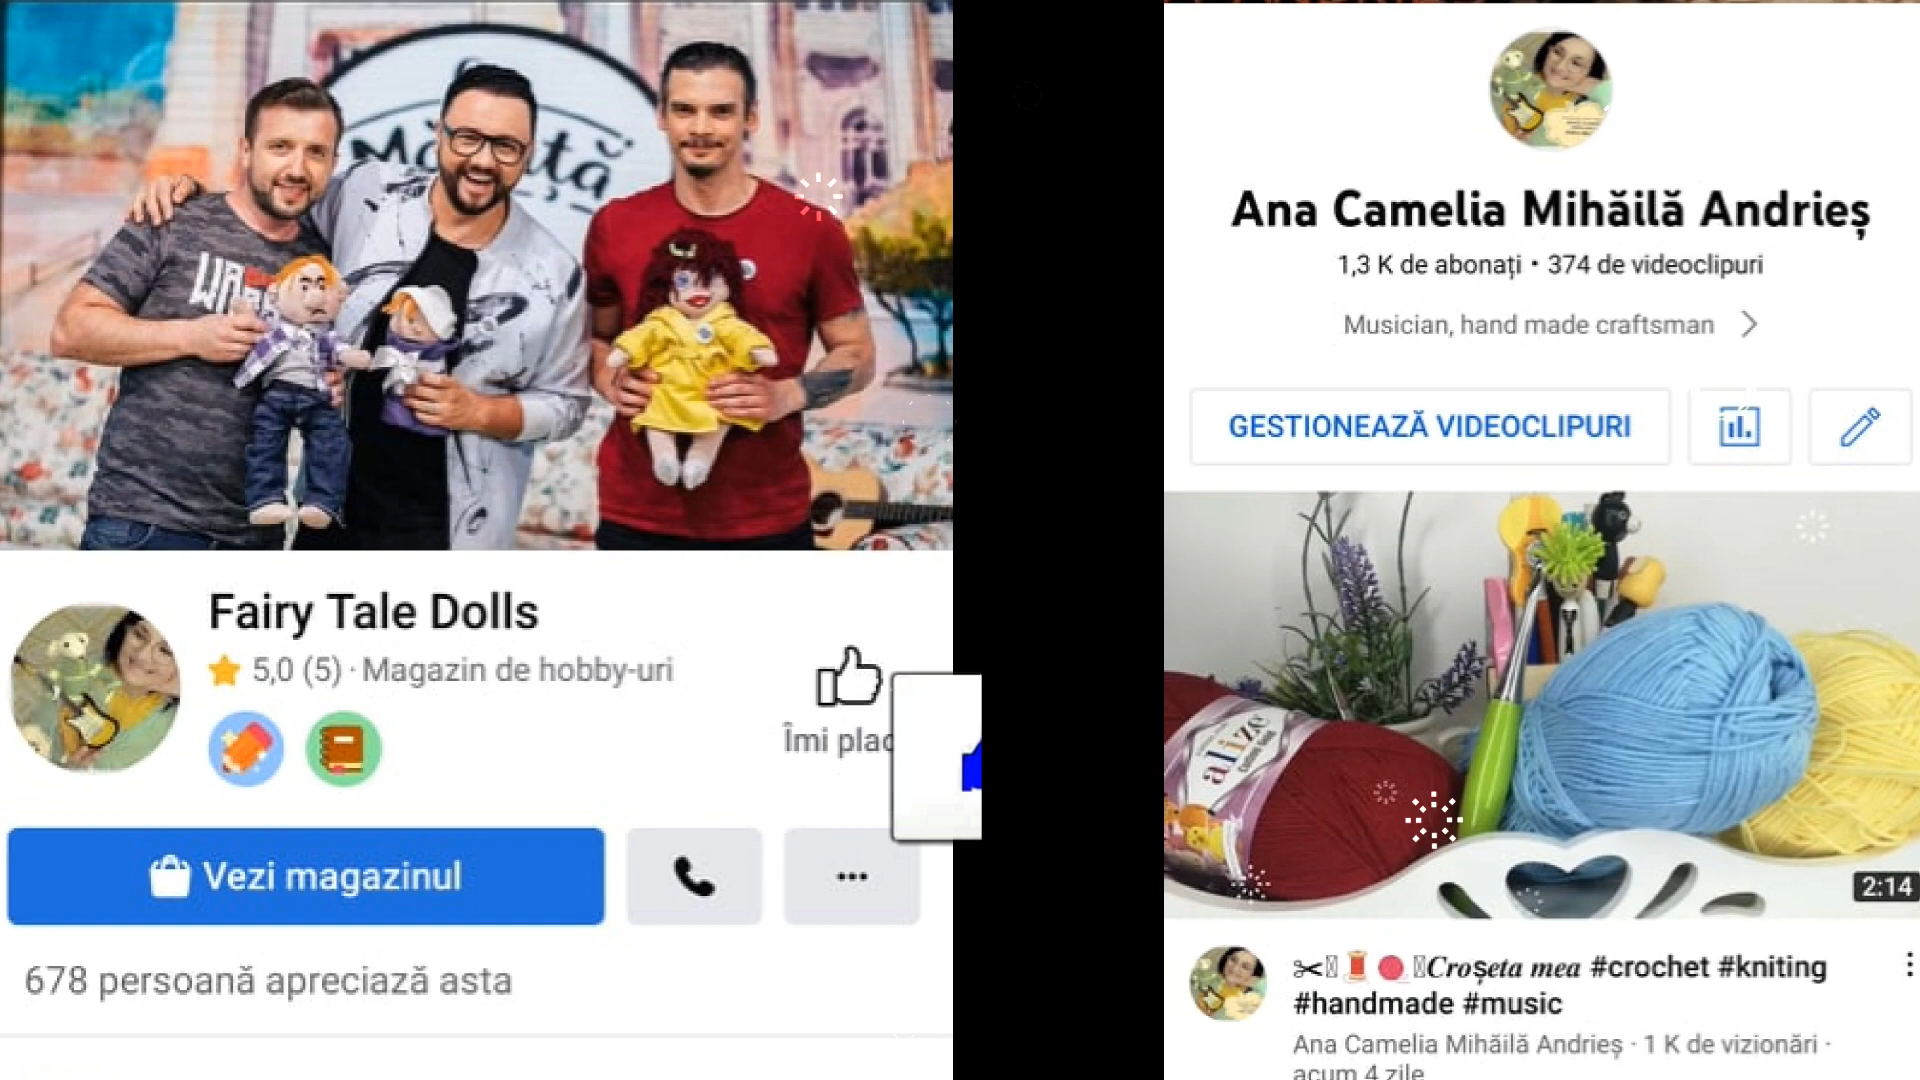 Fairy Tale Dolls
5,0 (5) · Magazin de hobby-uri
Îmi plac
Vezi magazinul
678 persoană apreciază asta
Ana Camelia Mihăilă Andrieș
1,3 K de abonați • 374 de videoclipuri
Musician, hand made craftsman
GESTIONEAZĂ VIDEOCLIPURI
alize
2:14
Croșeta mea #crochet #kniting
#handmade #music
Ana Camelia Mihăilă Andrieș · 1 K de vizionări ·
acum 4 zile